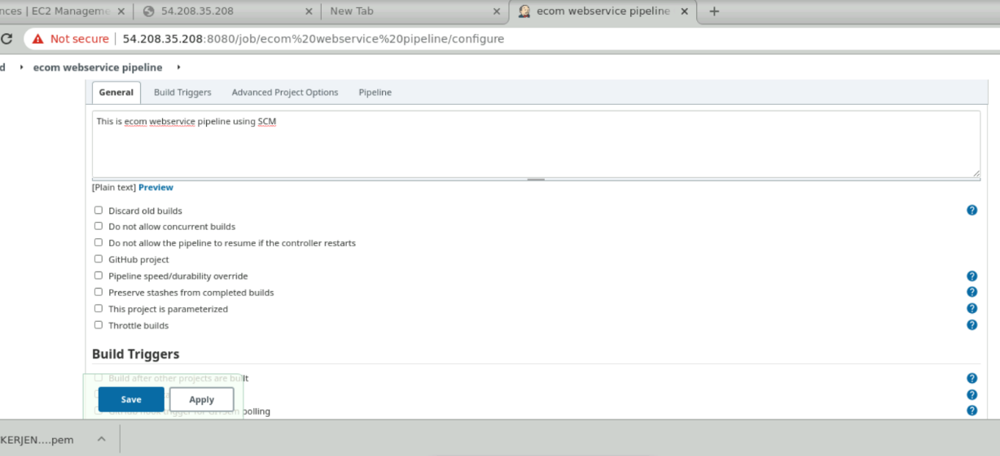 nces | EC2 Manageme
54.208.35.208
New Tab
ecom webservice pipeline
Not secure 54.208.35.208:8080/job/ecom%20webservice%20pipeline/configure
d ecom webservice pipeline
General Build Triggers Advanced Project Options Pipeline
This is ecom webservice pipeline using SCM
[Plain text] Preview
Discard old builds
Do not allow concurrent builds
Do not allow the pipeline to resume if the controller restarts
GitHub project
Pipeline speed/durability override
Preserve stashes from completed builds
This project is parameterized
Throttle builds
Build Triggers
Build after other projects are built
Save Apply
polling
KERJEN....pem